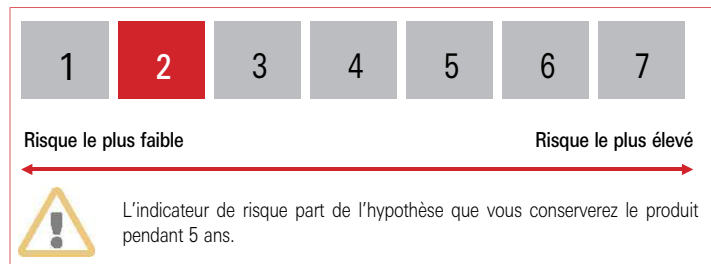 1 2 3 4 5 6 7
Risque le plus faible Risque le plus élevé
L'indicateur de risque part de l'hypothèse que vous conserverez le produit
pendant 5 ans.